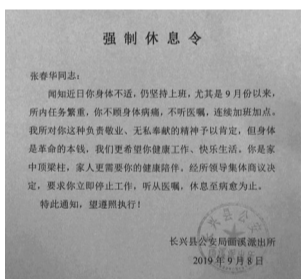 强制休息令
张春华同志：
闻知近日你身体不适，仍坚持上班，尤其是9月份以来，
所内任务繁重，你不顾身体病痛，不听医嘱，连续加班加点。
我所对你这种负责敬业、无私奉献的精神予以肯定，但身体
是革命的本钱，我们更希望你健康工作、快乐生活。你是家
中顶梁柱，家人更需要你的健康陪伴，经所领导集体商议决
定，要求你立即停止工作，听从医嘱，休息至病愈为止。
特此通知，望遵照执行！
长兴县公安局画溪派出所
2019年9月8日